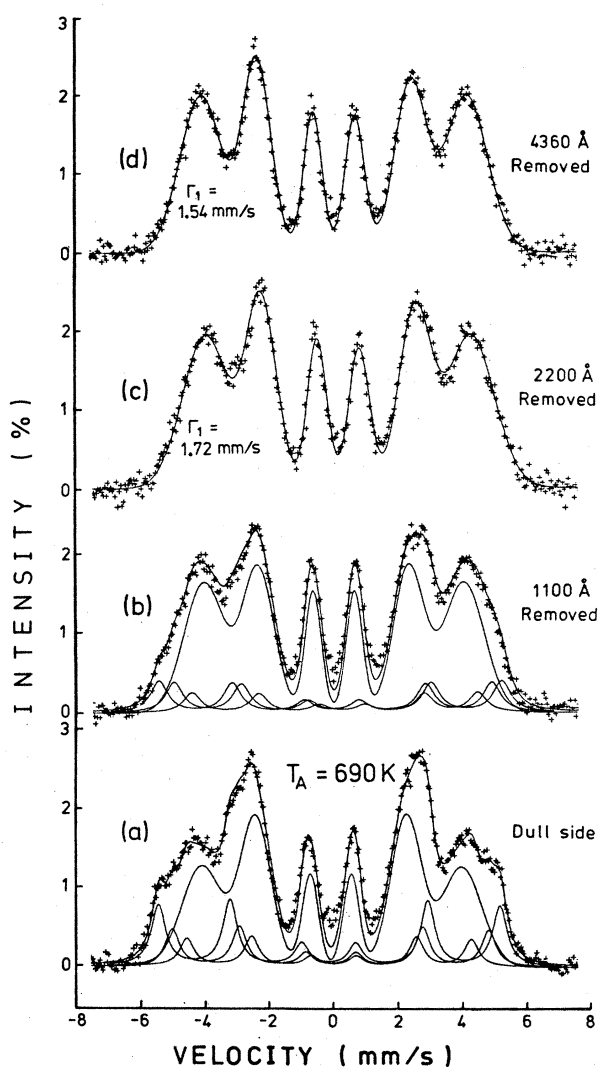 3
2
(d)
4360 Å
Removed
1
Γ1 =
1.54 mm/s
0
2
(c)
2200 Å
Removed
1
Γ1 =
1.72 mm/s
0
INTENSITY (%)
2
(b)
1100 Å
Removed
1
0
3
TA = 690K
2
(a)
Dull side
1
0
-8 -6 -4 -2 0 2 4 6 8
VELOCITY (mm/s)